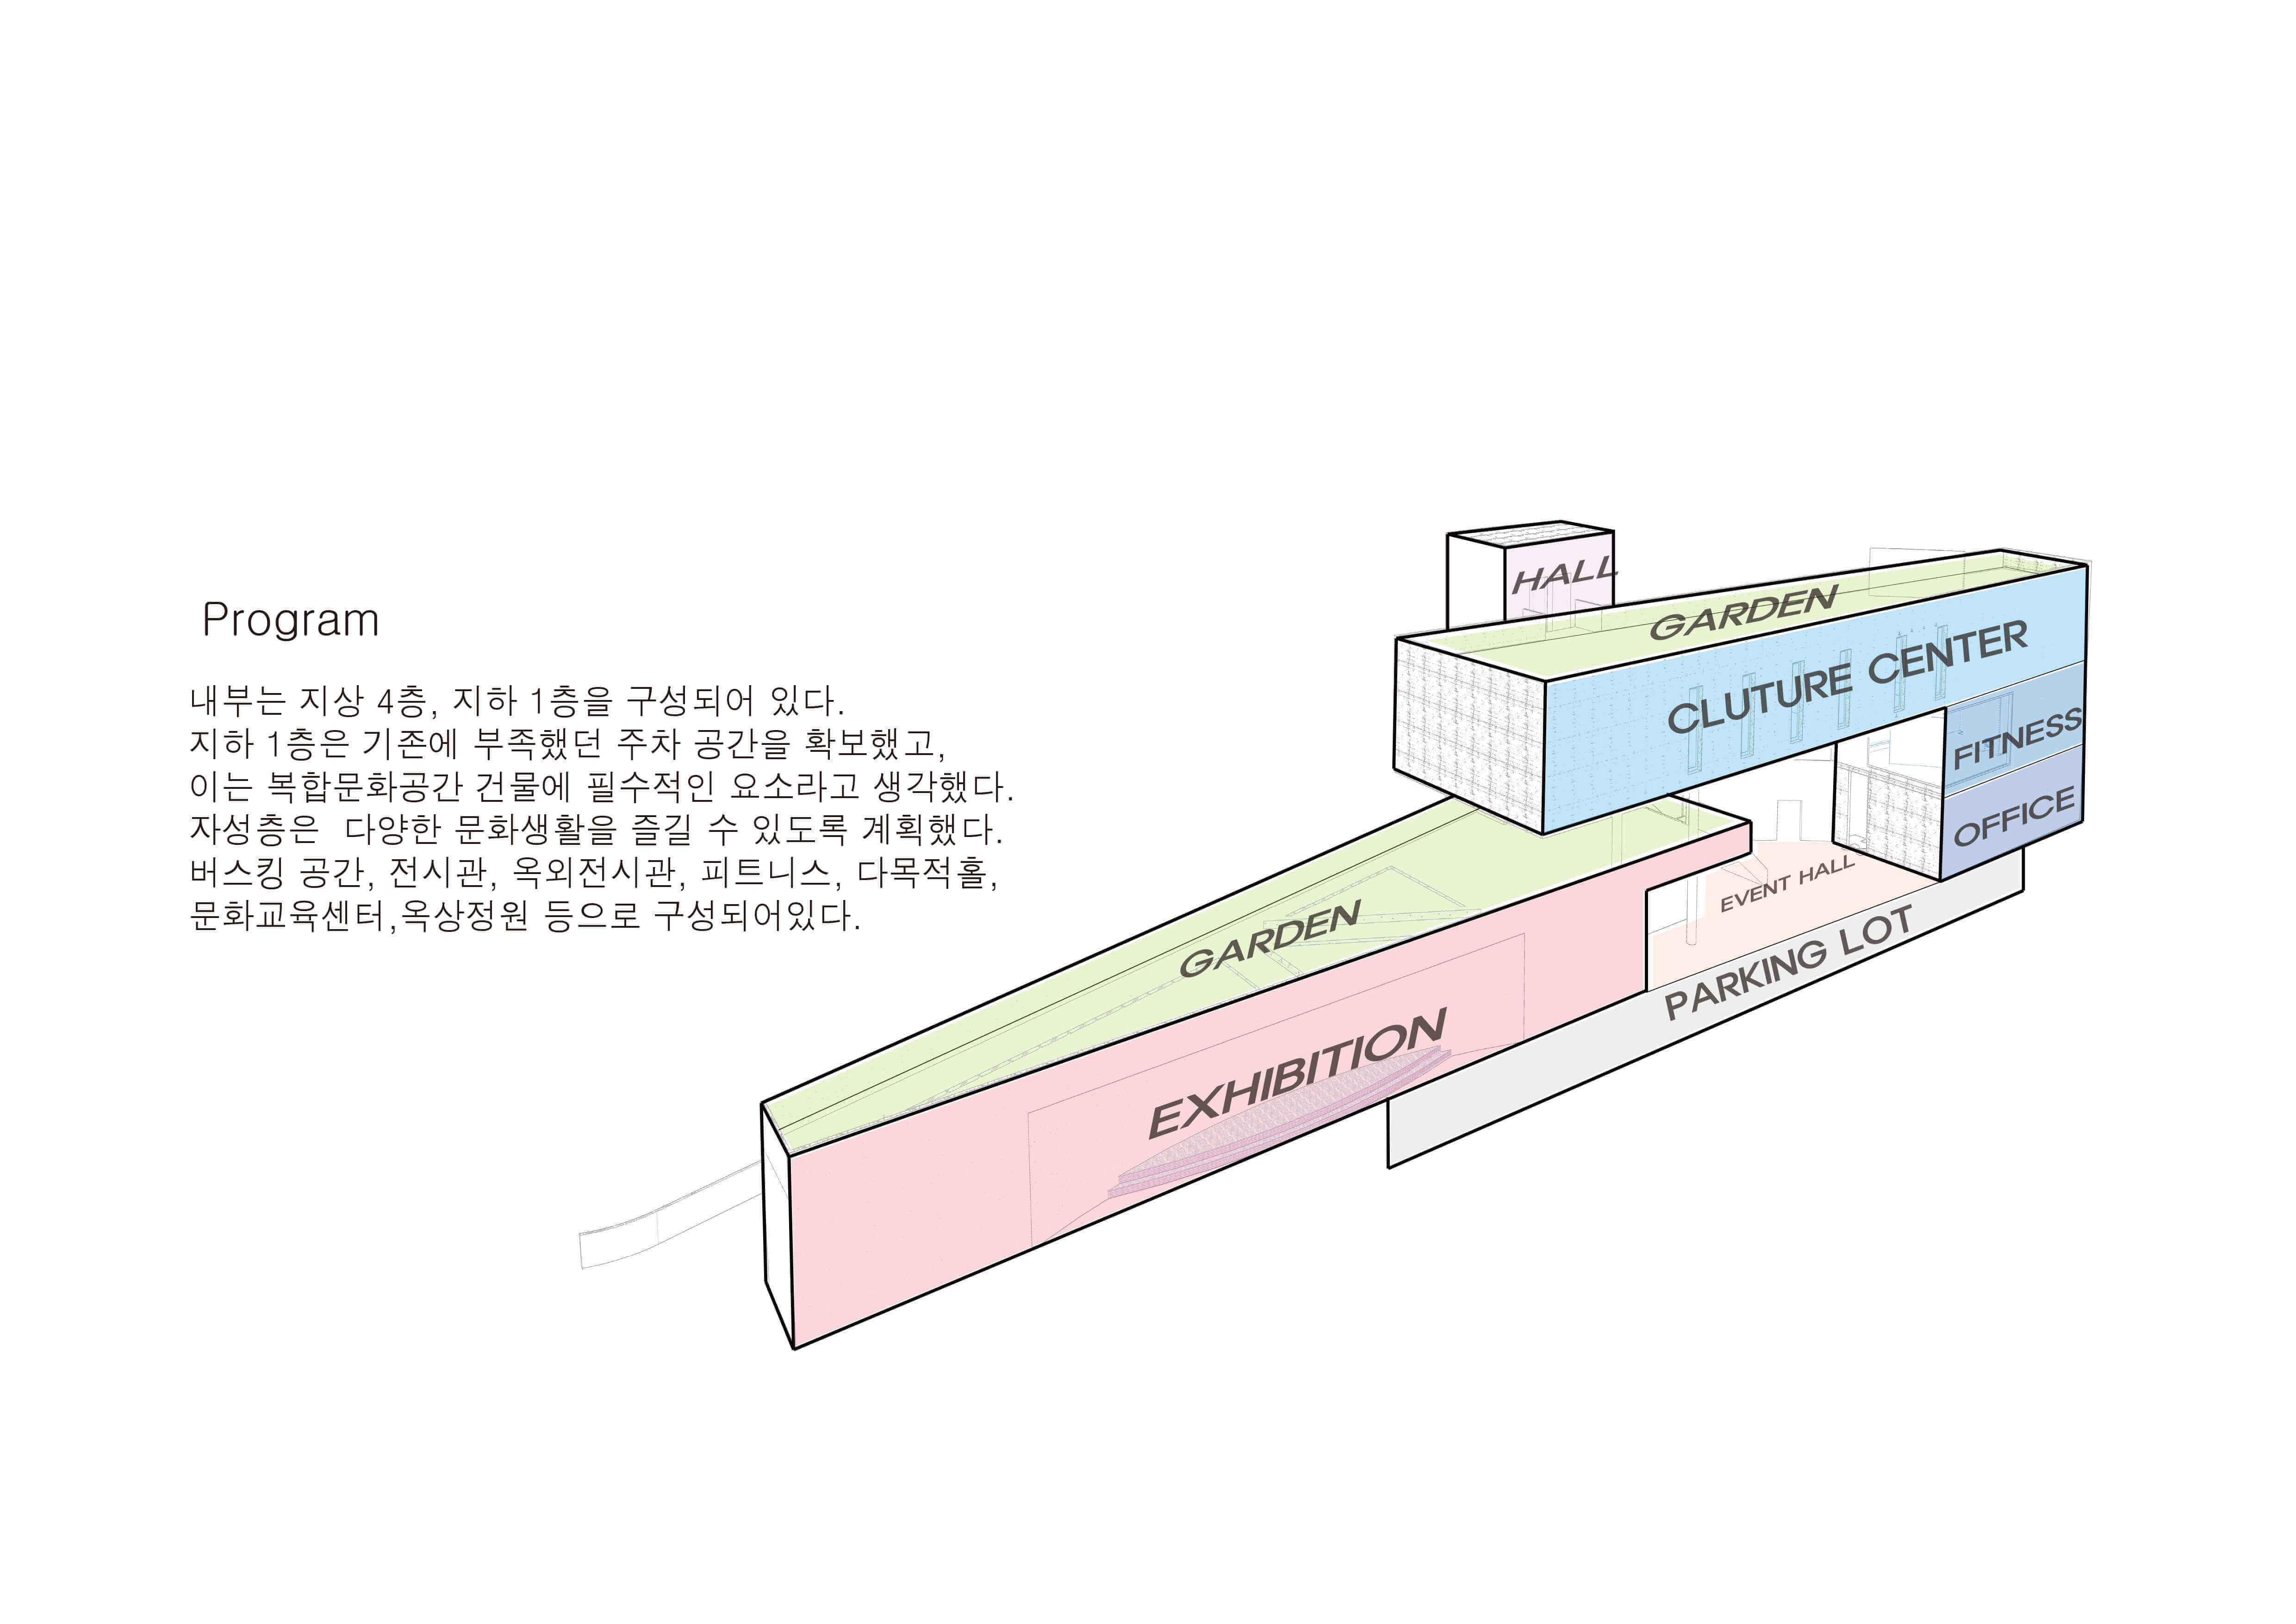 Program
내부는 지상 4층, 지하 1층을 구성되어 있다.
지하 1층은 기존에 부족했던 주차 공간을 확보했고,
이는 복합문화공간 건물에 필수적인 요소라고 생각했다.
자성층은 다양한 문화생활을 즐길 수 있도록 계획했다.
버스킹 공간, 전시관, 옥외전시관, 피트니스, 다목적홀,
문화교육센터,옥상정원 등으로 구성되어있다.
HALL
GARDEN
CLUTURE CENTER
FITNESS
OFFICE
EVENT HALL
PARKING LOT
GARDEN
EXHIBITION